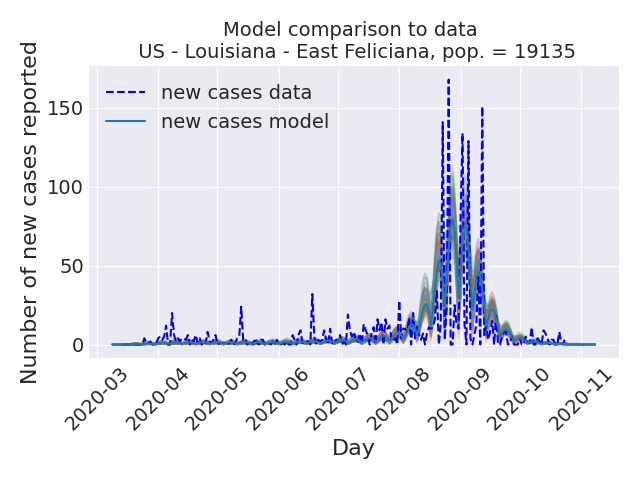 Model comparison to data
US - Louisiana - East Feliciana, pop. = 19135
Number of new cases reported
150
100
50
0
new cases data
new cases model
2020-03
2020-04
2020-05
2020-06
2020-07
2020-08
2020-09
2020-10
2020-11
Day